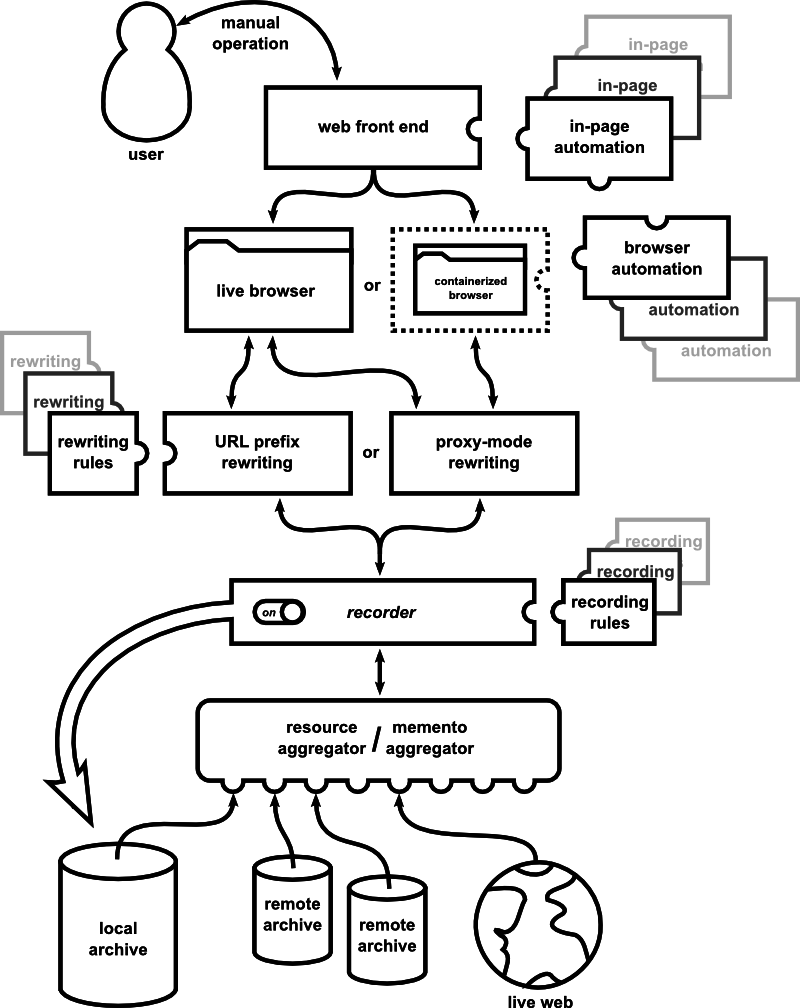 manual
operation
user
in-page
in-page
in-page
automation
web front end
browser
automation
automation
automation
live browser
or
containerized
browser
rewriting
rewriting
rewriting
rules
URL prefix
rewriting
or
proxy-mode
rewriting
recording
recording
recording
rules
on
recorder
resource
aggregator
/
memento
aggregator
local
archive
remote
archive
remote
archive
live web